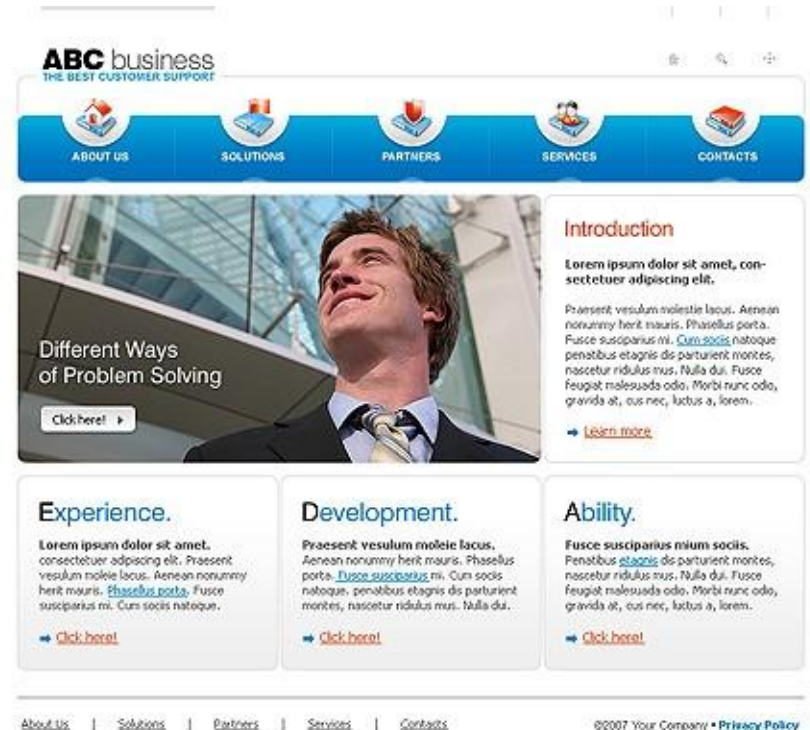 ABC business
THE BEST CUSTOMER SUPPORT
ABOUT US
SOLUTIONS
PARTNERS
SERVICES
CONTACTS
Different Ways
of Problem Solving
Click here!
Introduction
Lorem ipsum dolor sit amet, con-
sectetuer adipiscing elit.
Praesent vesulum molestie lacus. Aenean
nonummy herit mauris. Phasellus porta.
Fusce susciparius mi. Cum sociis natoque
penatibus etagnis dis parturient montes,
nascetur ridulus mus. Nulla dui. Fusce
feugiat malesuada odio. Morbi nunc odio,
gravida at, cus nec, luctus a, lorem.
Learn more
Experience.
Lorem ipsum dolor sit amet.
consectetuer adipiscing elit. Praesent
vesulum moleie lacus. Aenean nonummy
herit mauris. Phasellus porta. Fusce
susciparius mi. Cum sociis natoque.
Click here!
Development.
Praesent vesulum moleie lacus.
Aenean nonummy herit mauris. Phasellus
porta. Fusce susciparius mi. Cum sociis
natoque. penatibus etagnis dis parturient
montes, nascetur ridulus mus. Nulla dui.
Click here!
Ability.
Fusce susciparius mium sociis.
Penatibus etagnis dis parturient montes,
nascetur ridulus mus. Nulla dui. Fusce
feugiat malesuada odio. Morbi nunc odio,
gravida at, cus nec, luctus a, lorem.
Click here!
About Us | Solutions | Partners | Services | Contacts
©2007 Your Company • Privacy Policy